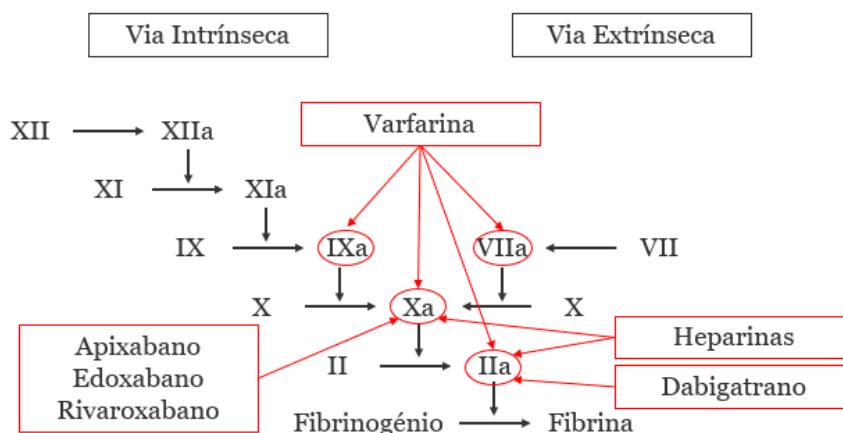 Via Intrínseca
Via Extrínseca
Varfarina
XII
XIIa
XI
XIa
IX
IXa
VIIa
VII
X
Xa
X
Apixabano
Edoxabano
Rivaroxabano
II
IIa
Heparinas
Dabigatrano
Fibrinogénio
Fibrina